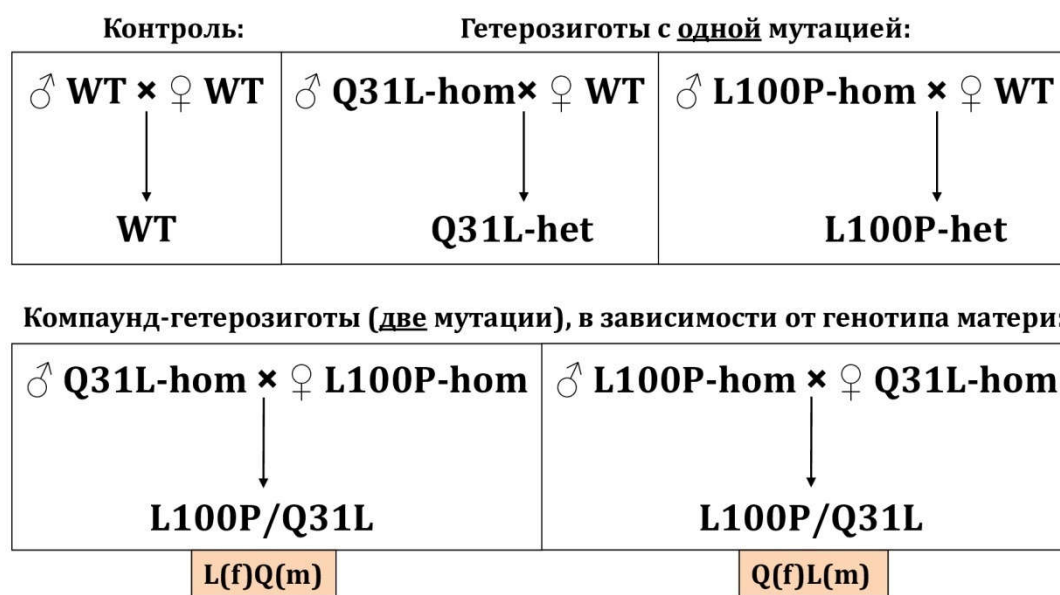 Контроль:
Гетерозиготы с одной мутацией:
♂ WT × ♀ WT
WT
♂ Q31L-hom× ♀ WT
Q31L-het
♂ L100P-hom × ♀ WT
L100P-het
Компаунд-гетерозиготы (две мутации), в зависимости от генотипа
♂ Q31L-hom × ♀ L100P-hom
L100P/Q31L
L(f)Q(m)
♂ L100P-hom × ♀ Q31L-hom
L100P/Q31L
Q(f)L(m)